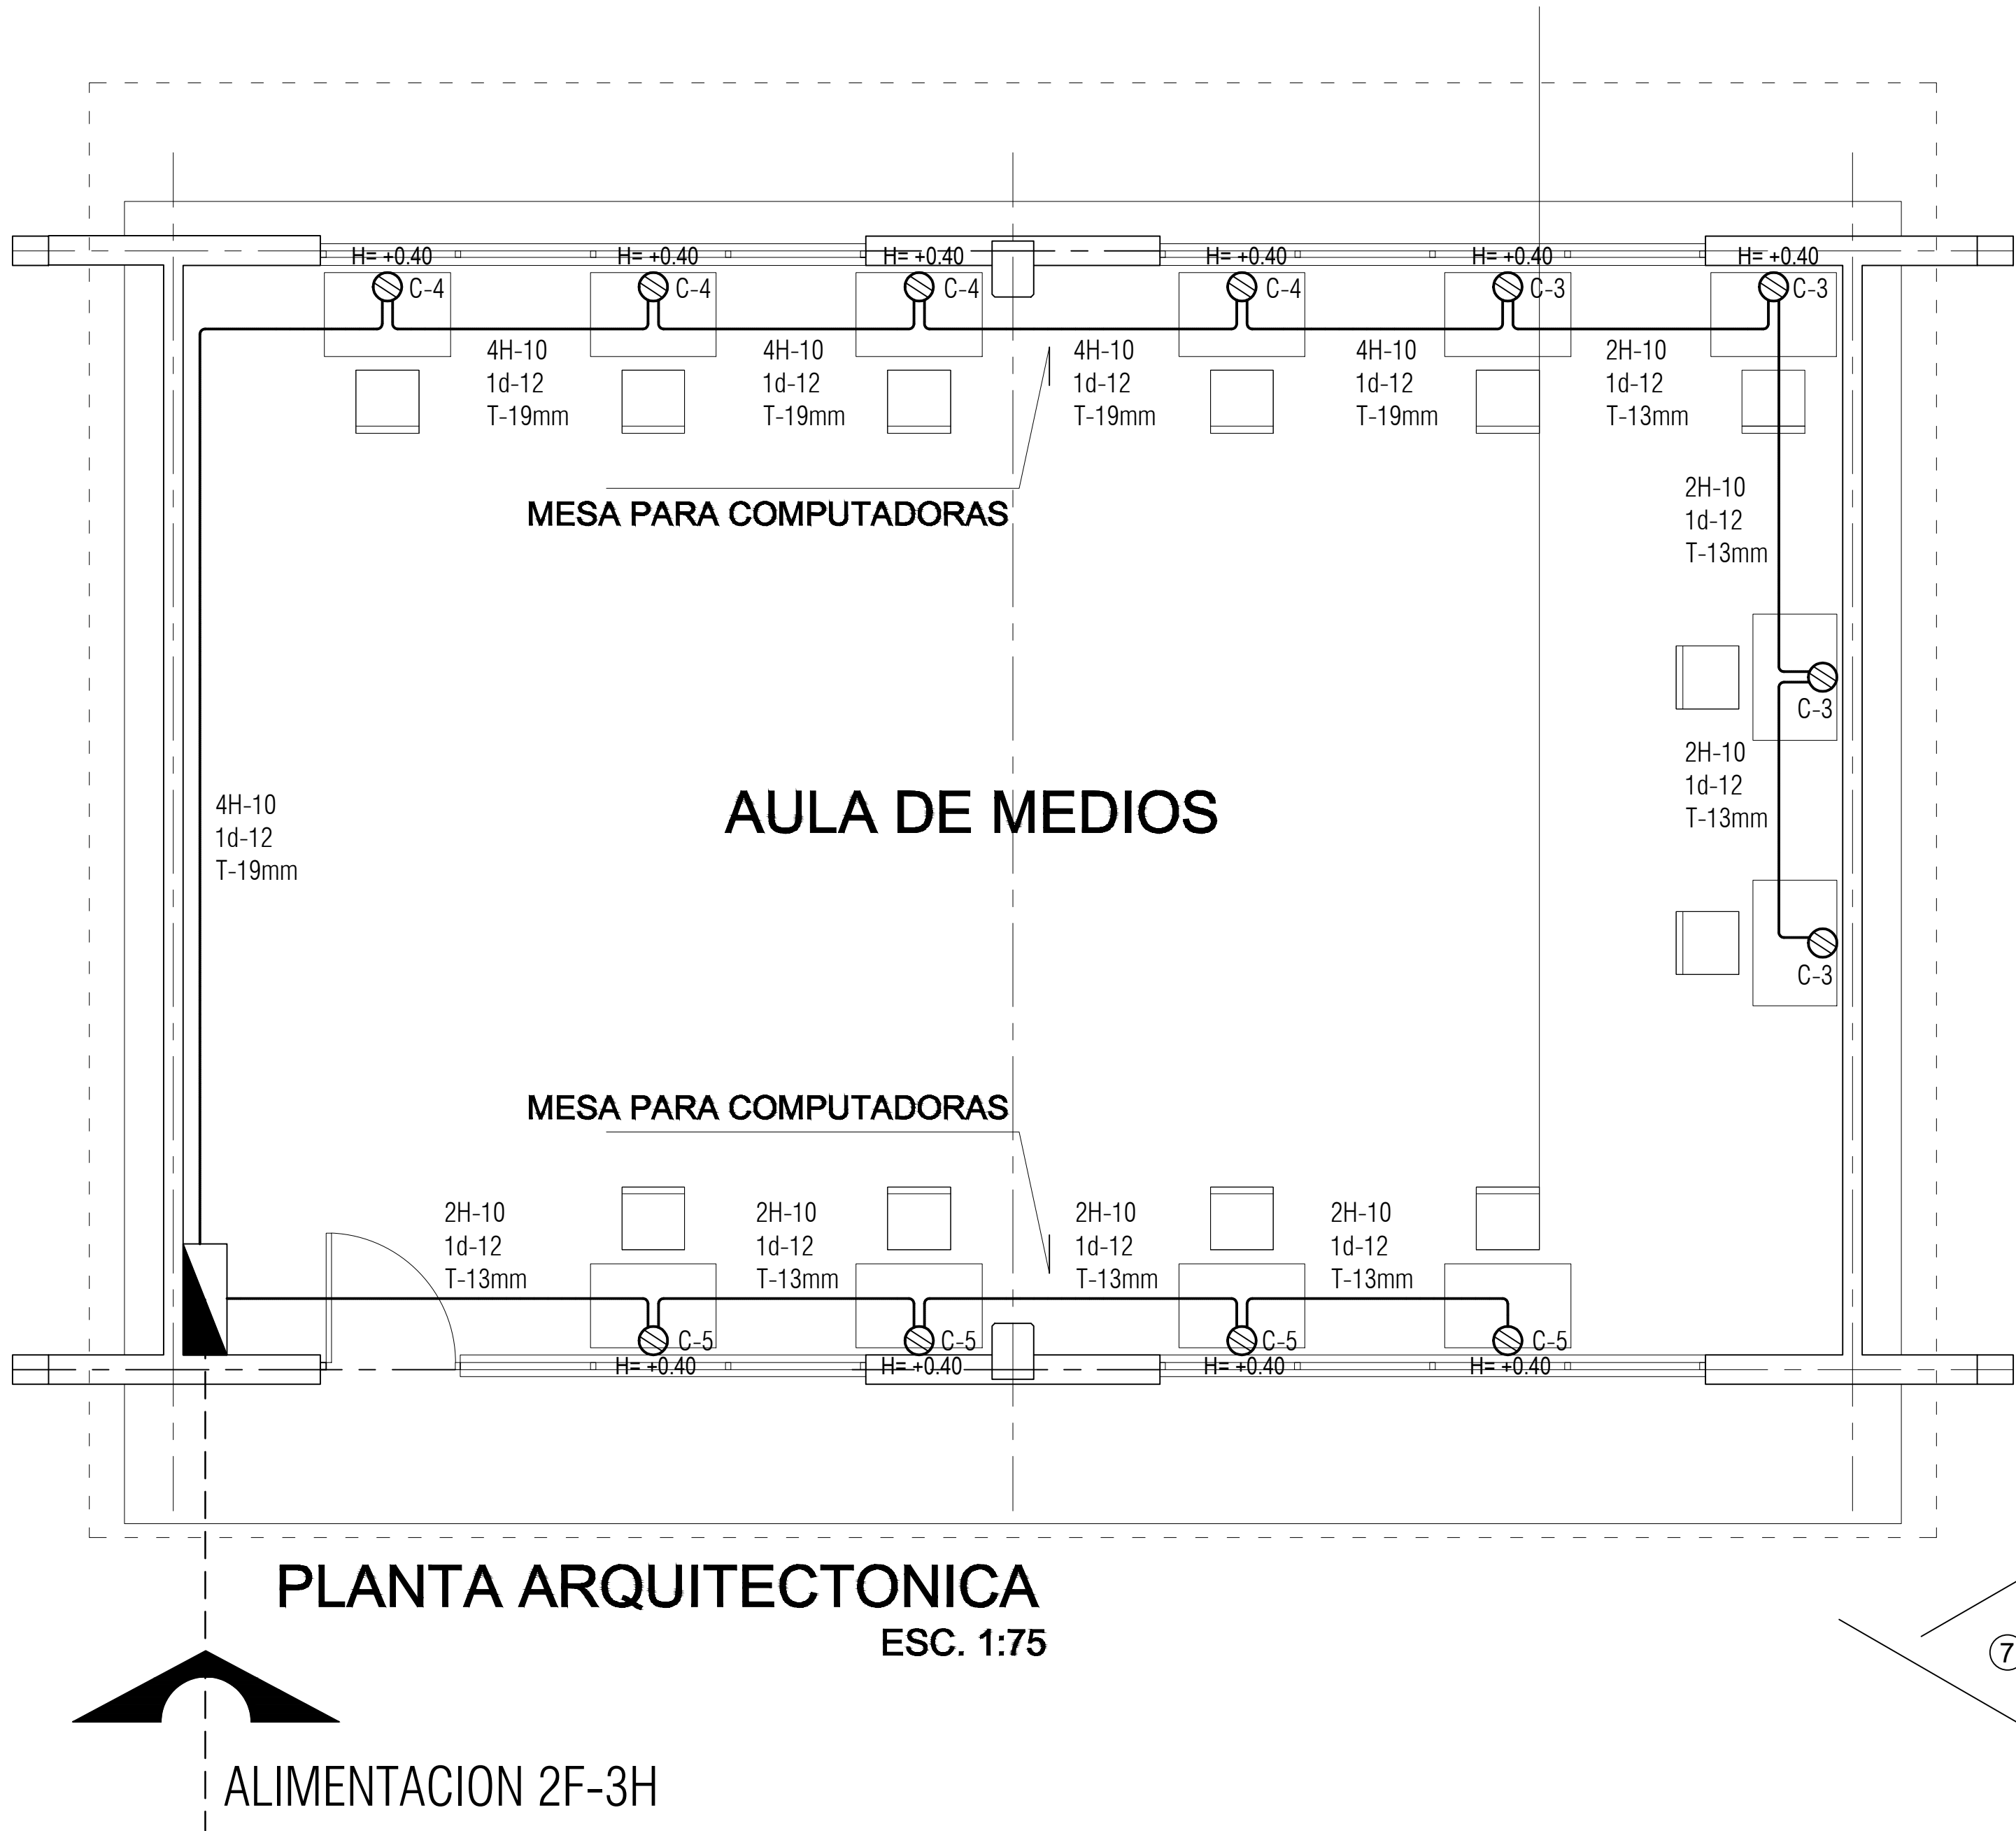 H= +0.40
H= +0.40
H= +0.40
H= +0.40
H= +0.40
H= +0.40
C-4
C-4
C-4
C-4
C-3
C-3
4H-10
1d-12
T-19mm
4H-10
1d-12
T-19mm
4H-10
1d-12
T-19mm
4H-10
1d-12
T-19mm
2H-10
1d-12
T-13mm
MESA PARA COMPUTADORAS
2H-10
1d-12
T-13mm
C-3
2H-10
1d-12
T-13mm
4H-10
1d-12
T-19mm
AULA DE MEDIOS
C-3
MESA PARA COMPUTADORAS
2H-10
1d-12
T-13mm
2H-10
1d-12
T-13mm
2H-10
1d-12
T-13mm
2H-10
1d-12
T-13mm
C-5
C-5
C-5
C-5
H= +0.40
H= +0.40
H= +0.40
H= +0.40
PLANTA ARQUITECTONICA
ESC. 1:75
7
ALIMENTACION 2F-3H